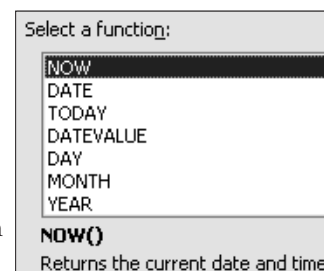 Select a function:
NOW
DATE
TODAY
DATEVALUE
DAY
MONTH
YEAR
NOW()
Returns the current date and time